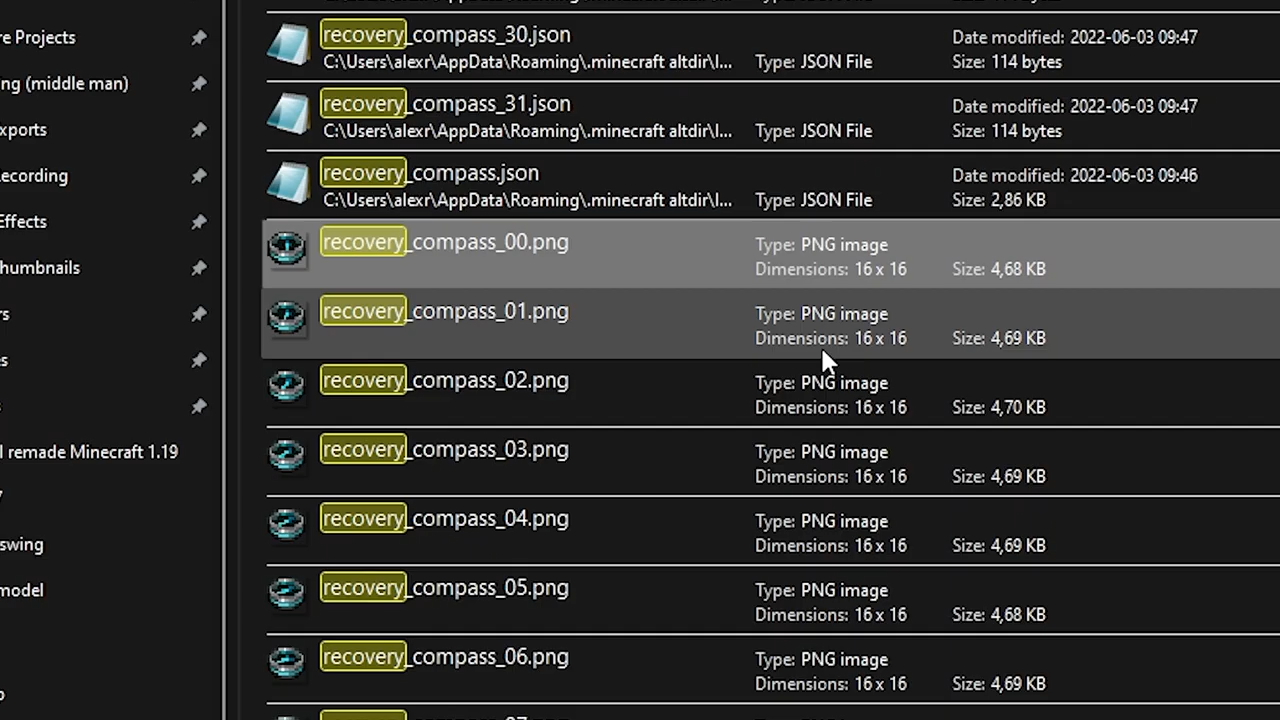 re Projects
ng (middle man)
xports
ecording
Effects
humbnails
rs
es
l remade Minecraft 1.19
swing
model
recovery_compass_30.json
C:\Users\alexr\AppData\Roaming\.minecraft altdir\l...
Type: JSON File
Date modified: 2022-06-03 09:47
Size: 114 bytes
recovery_compass_31.json
C:\Users\alexr\AppData\Roaming\.minecraft altdir\l...
Type: JSON File
Date modified: 2022-06-03 09:47
Size: 114 bytes
recovery_compass.json
C:\Users\alexr\AppData\Roaming\.minecraft altdir\l...
Type: JSON File
Date modified: 2022-06-03 09:46
Size: 2,86 KB
recovery_compass_00.png
Type: PNG image
Dimensions: 16 x 16
Size: 4,68 KB
recovery_compass_01.png
Type: PNG image
Dimensions: 16 x 16
Size: 4,69 KB
recovery_compass_02.png
Type: PNG image
Dimensions: 16 x 16
Size: 4,70 KB
recovery_compass_03.png
Type: PNG image
Dimensions: 16 x 16
Size: 4,69 KB
recovery_compass_04.png
Type: PNG image
Dimensions: 16 x 16
Size: 4,69 KB
recovery_compass_05.png
Type: PNG image
Dimensions: 16 x 16
Size: 4,68 KB
recovery_compass_06.png
Type: PNG image
Dimensions: 16 x 16
Size: 4,69 KB